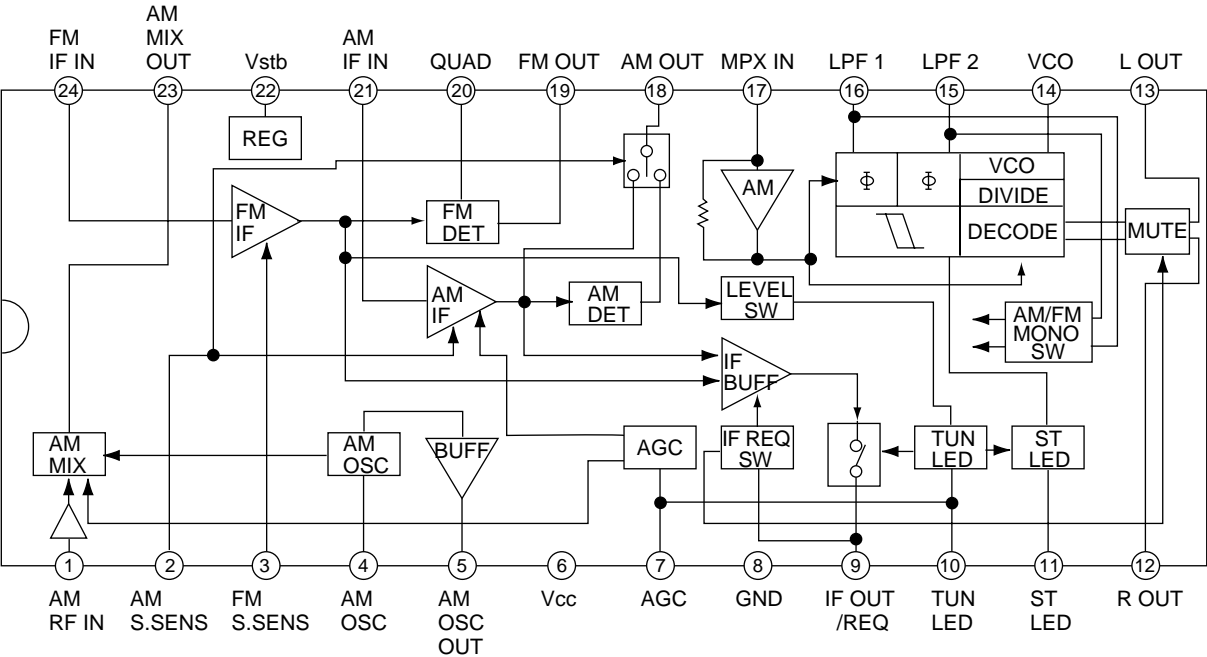 AM
FM
MIX
AM
IF IN
OUT
Vstb
IF IN
QUAD
FM OUT
AM OUT
MPX IN
LPF 1
LPF 2
VCO
L OUT
24
23
22
21
20
19
18
17
16
15
14
13
REG
FM
IF
FM
DET
AM
Φ
Φ
VCO
DIVIDE
DECODE
MUTE
AM
IF
AM
DET
LEVEL
SW
AM/FM
MONO
SW
IF
BUFF
AM
MIX
AM
OSC
BUFF
AGC
IF REQ
SW
TUN
LED
ST
LED
1
2
3
4
5
6
7
8
9
10
11
12
AM
RF IN
AM
S.SENS
FM
S.SENS
AM
OSC
AM
OSC
OUT
Vcc
AGC
GND
IF OUT
/REQ
TUN
LED
ST
LED
R OUT